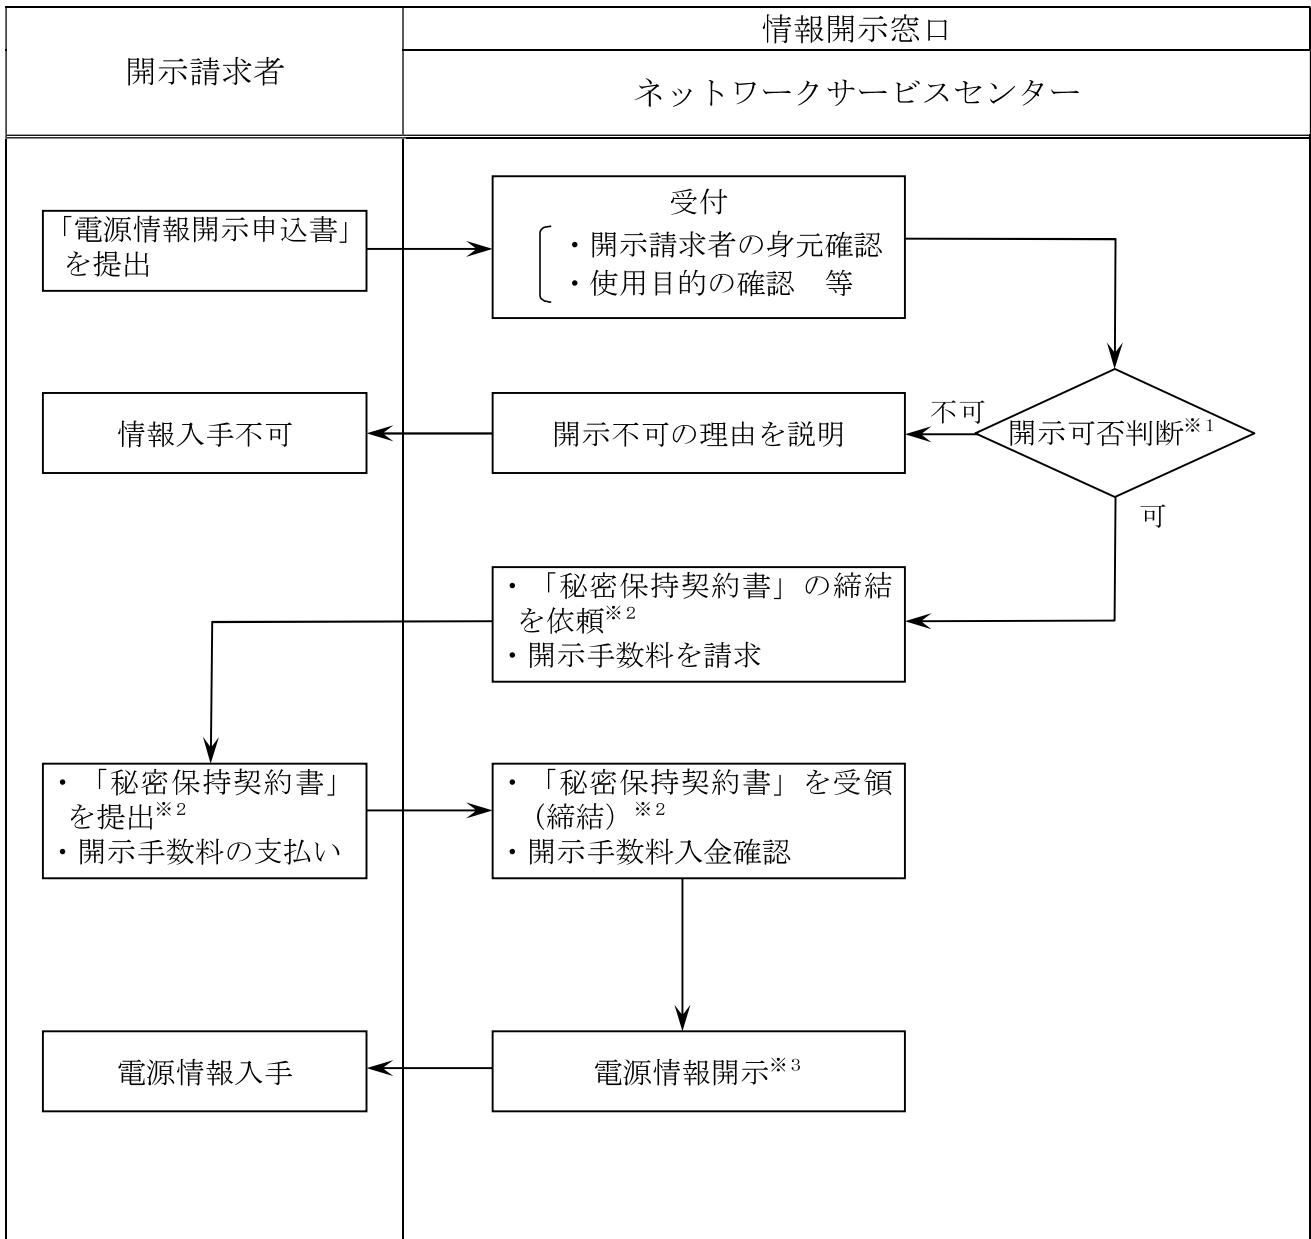 情報開示窓口
開示請求者
ネットワークサービスセンター
「電源情報開示申込書」
を提出
受付
・開示請求者の身元確認
・使用目的の確認　等
情報入手不可
開示不可の理由を説明
不可
開示可否判断※1
可
・「秘密保持契約書」の締結
を依頼※2
・開示手数料を請求
・「秘密保持契約書」
を提出※2
・開示手数料の支払い
・「秘密保持契約書」を受領
（締結）※2
・開示手数料入金確認
電源情報入手
電源情報開示※3